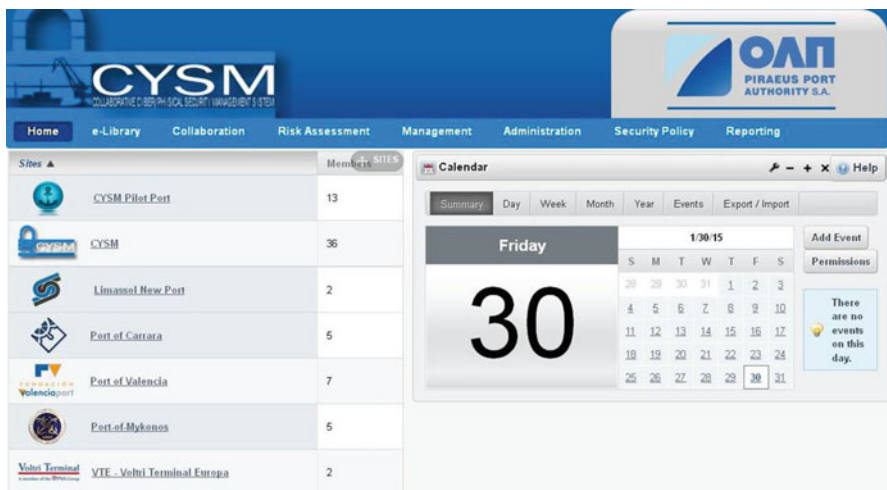 CYSM
COLLABORATIVE CYBER/PHYSICAL SECURITY MANAGEMENT SYSTEM
ΟΛΠ
PIRAEUS PORT
AUTHORITY S.A.
Home e-Library Collaboration Risk Assessment Management Administration Security Policy Reporting
Sites ▲ Members + SITES
CYSM Pilot Port 13
CYSM CYSM 36
Limassol New Port 2
Port of Carrara 5
FUNDACIÓN
Valenciaport
Port of Valencia 7
Port-of-Mykonos 5
Voltri Terminal
VTE - Voltri Terminal Europa 2
Calendar – + x Help
Summary Day Week Month Year Events Export / Import
Friday
30
1/30/15
S M T W T F S
28 29 30 31 1 2 3
4 5 6 7 8 9 10
11 12 13 14 15 16 17
18 19 20 21 22 23 24
25 26 27 28 29 30 31
Add Event
Permissions
There
are no
events
on this
day.